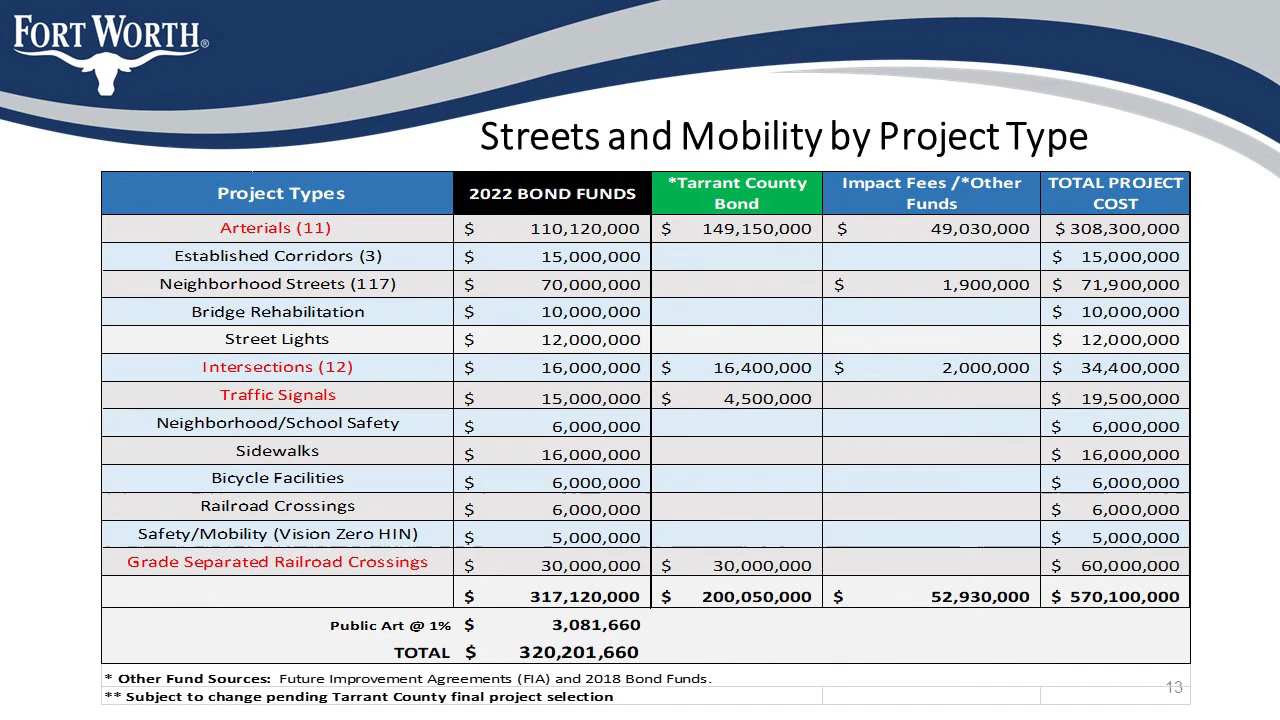 FORT WORTH®
Streets and Mobility by Project Type
Project Types 2022 BOND FUNDS *Tarrant County Bond Impact Fees /*Other Funds TOTAL PROJECT COST
Arterials (11) $ 110,120,000 $ 149,150,000 $ 49,030,000 $ 308,300,000
Established Corridors (3) $ 15,000,000 $ 15,000,000
Neighborhood Streets (117) $ 70,000,000 $ 1,900,000 $ 71,900,000
Bridge Rehabilitation $ 10,000,000 $ 10,000,000
Street Lights $ 12,000,000 $ 12,000,000
Intersections (12) $ 16,000,000 $ 16,400,000 $ 2,000,000 $ 34,400,000
Traffic Signals $ 15,000,000 $ 4,500,000 $ 19,500,000
Neighborhood/School Safety $ 6,000,000 $ 6,000,000
Sidewalks $ 16,000,000 $ 16,000,000
Bicycle Facilities $ 6,000,000 $ 6,000,000
Railroad Crossings $ 6,000,000 $ 6,000,000
Safety/Mobility (Vision Zero HIN) $ 5,000,000 $ 5,000,000
Grade Separated Railroad Crossings $ 30,000,000 $ 30,000,000 $ 60,000,000
$ 317,120,000 $ 200,050,000 $ 52,930,000 $ 570,100,000
Public Art @ 1% $ 3,081,660
TOTAL $ 320,201,660
* Other Fund Sources: Future Improvement Agreements (FIA) and 2018 Bond Funds.
** Subject to change pending Tarrant County final project selection
13